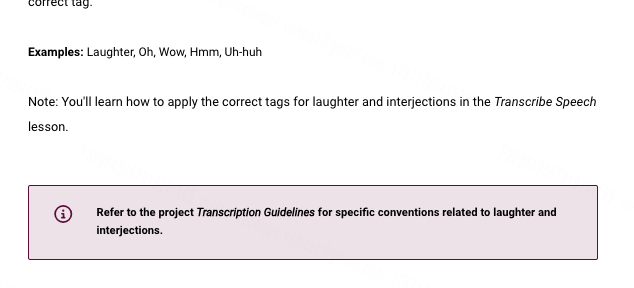 correct tag.
Examples: Laughter, Oh, Wow, Hmm, Uh-huh
Note: You'll learn how to apply the correct tags for laughter and interjections in the Transcribe Speech
lesson.
Refer to the project Transcription Guidelines for specific conventions related to laughter and
interjections.